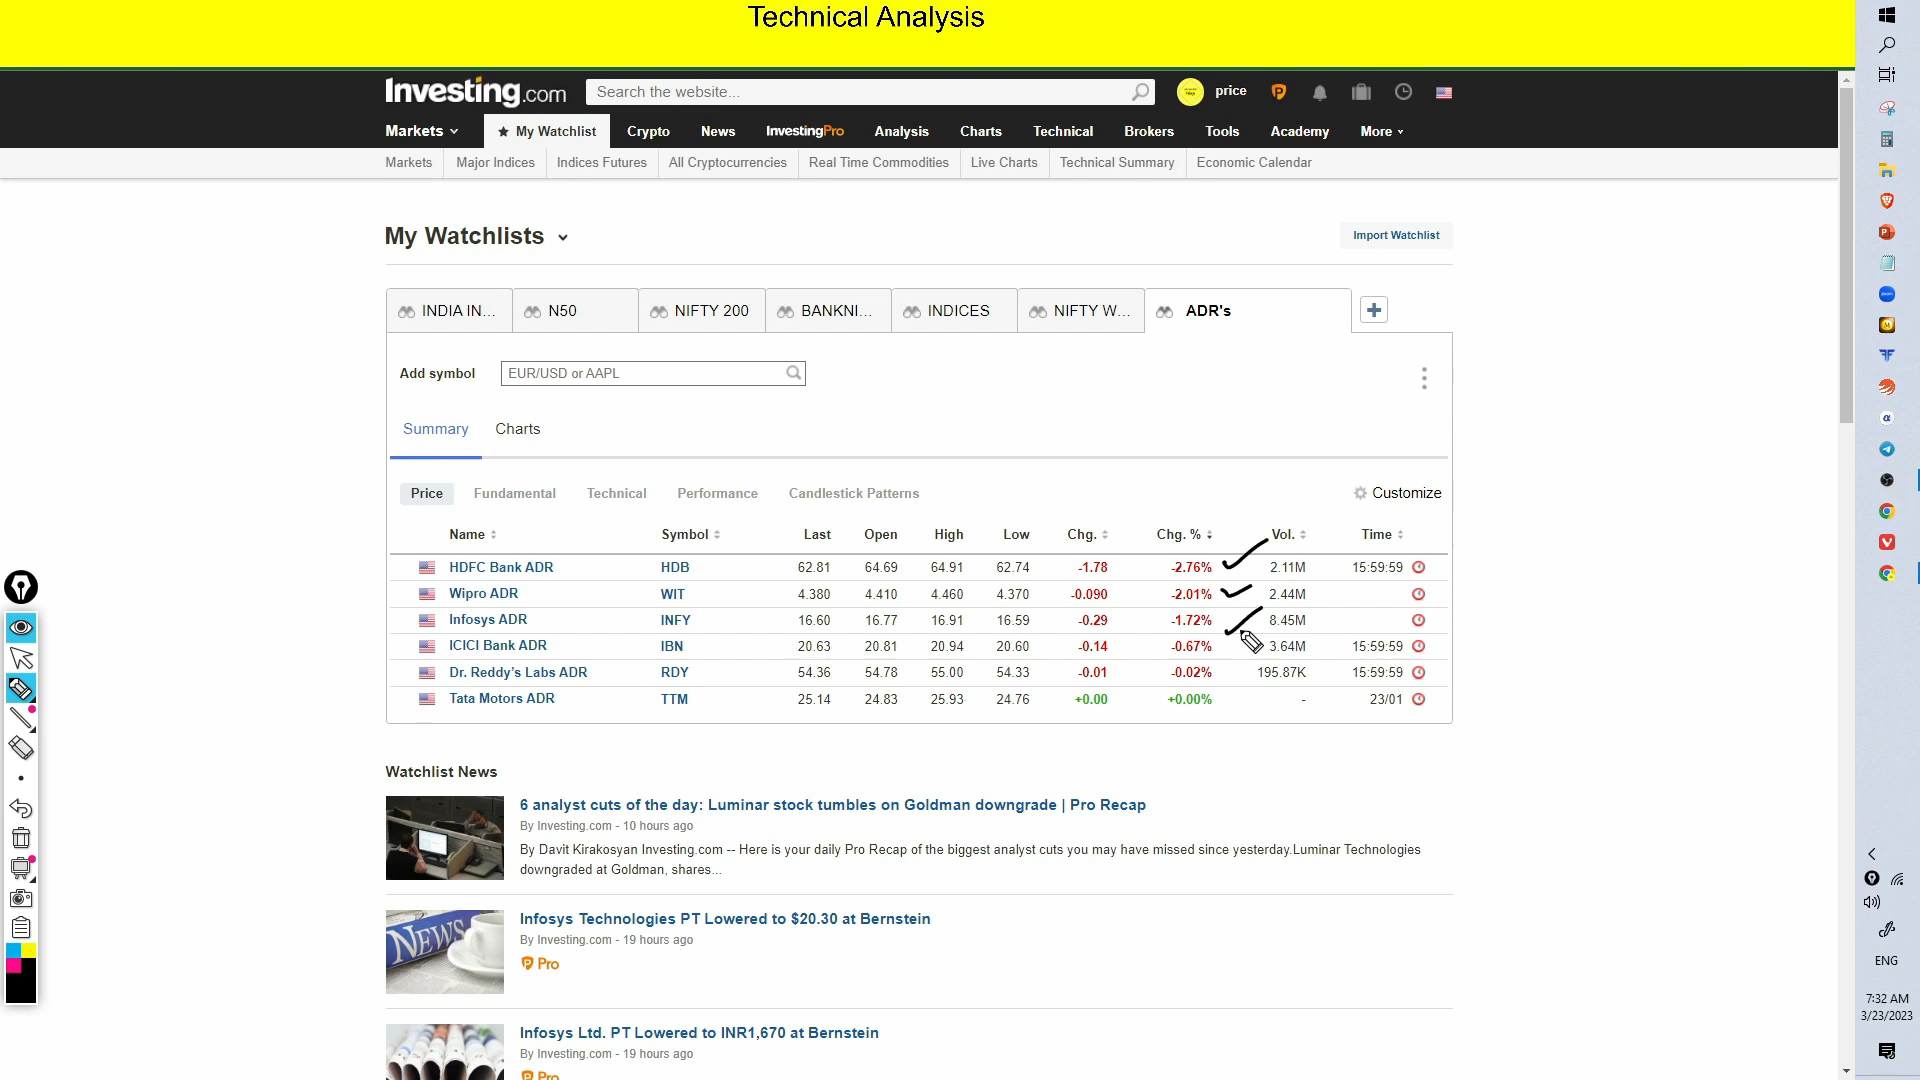 Technical Analysis
Investing.com
Search the website...
price
Markets
My Watchlist
Crypto
News
InvestingPro
Analysis
Charts
Technical
Brokers
Tools
Academy
More
Markets
Major Indices
Indices Futures
All Cryptocurrencies
Real Time Commodities
Live Charts
Technical Summary
Economic Calendar
My Watchlists
Import Watchlist
INDIA IN...
N50
NIFTY 200
BANKNI...
INDICES
NIFTY W...
ADR's
Add symbol
EUR/USD or AAPL
Summary
Charts
Price
Fundamental
Technical
Performance
Candlestick Patterns
Customize
Name Symbol Last Open High Low Chg. Chg. % Vol. Time
HDFC Bank ADR HDB 62.81 64.69 64.91 62.74 -1.78 -2.76% 2.11M 15:59:59
Wipro ADR WIT 4.380 4.410 4.460 4.370 -0.090 -2.01% 2.44M
Infosys ADR INFY 16.60 16.77 16.91 16.59 -0.29 -1.72% 8.45M
ICICI Bank ADR IBN 20.63 20.81 20.94 20.60 -0.14 -0.67% 3.64M 15:59:59
Dr. Reddy's Labs ADR RDY 54.36 54.78 55.00 54.33 -0.01 -0.02% 195.87K 15:59:59
Tata Motors ADR TTM 25.14 24.83 25.93 24.76 +0.00 +0.00% - 23/01
Watchlist News
6 analyst cuts of the day: Luminar stock tumbles on Goldman downgrade | Pro Recap
By Investing.com - 10 hours ago
By Davit Kirakosyan Investing.com -- Here is your daily Pro Recap of the biggest analyst cuts you may have missed since yesterday.Luminar Technologies
downgraded at Goldman, shares...
NEWS
Infosys Technologies PT Lowered to $20.30 at Bernstein
By Investing.com - 19 hours ago
Pro
Infosys Ltd. PT Lowered to INR1,670 at Bernstein
By Investing.com - 19 hours ago
Pro
ENG
7:32 AM
3/23/2023